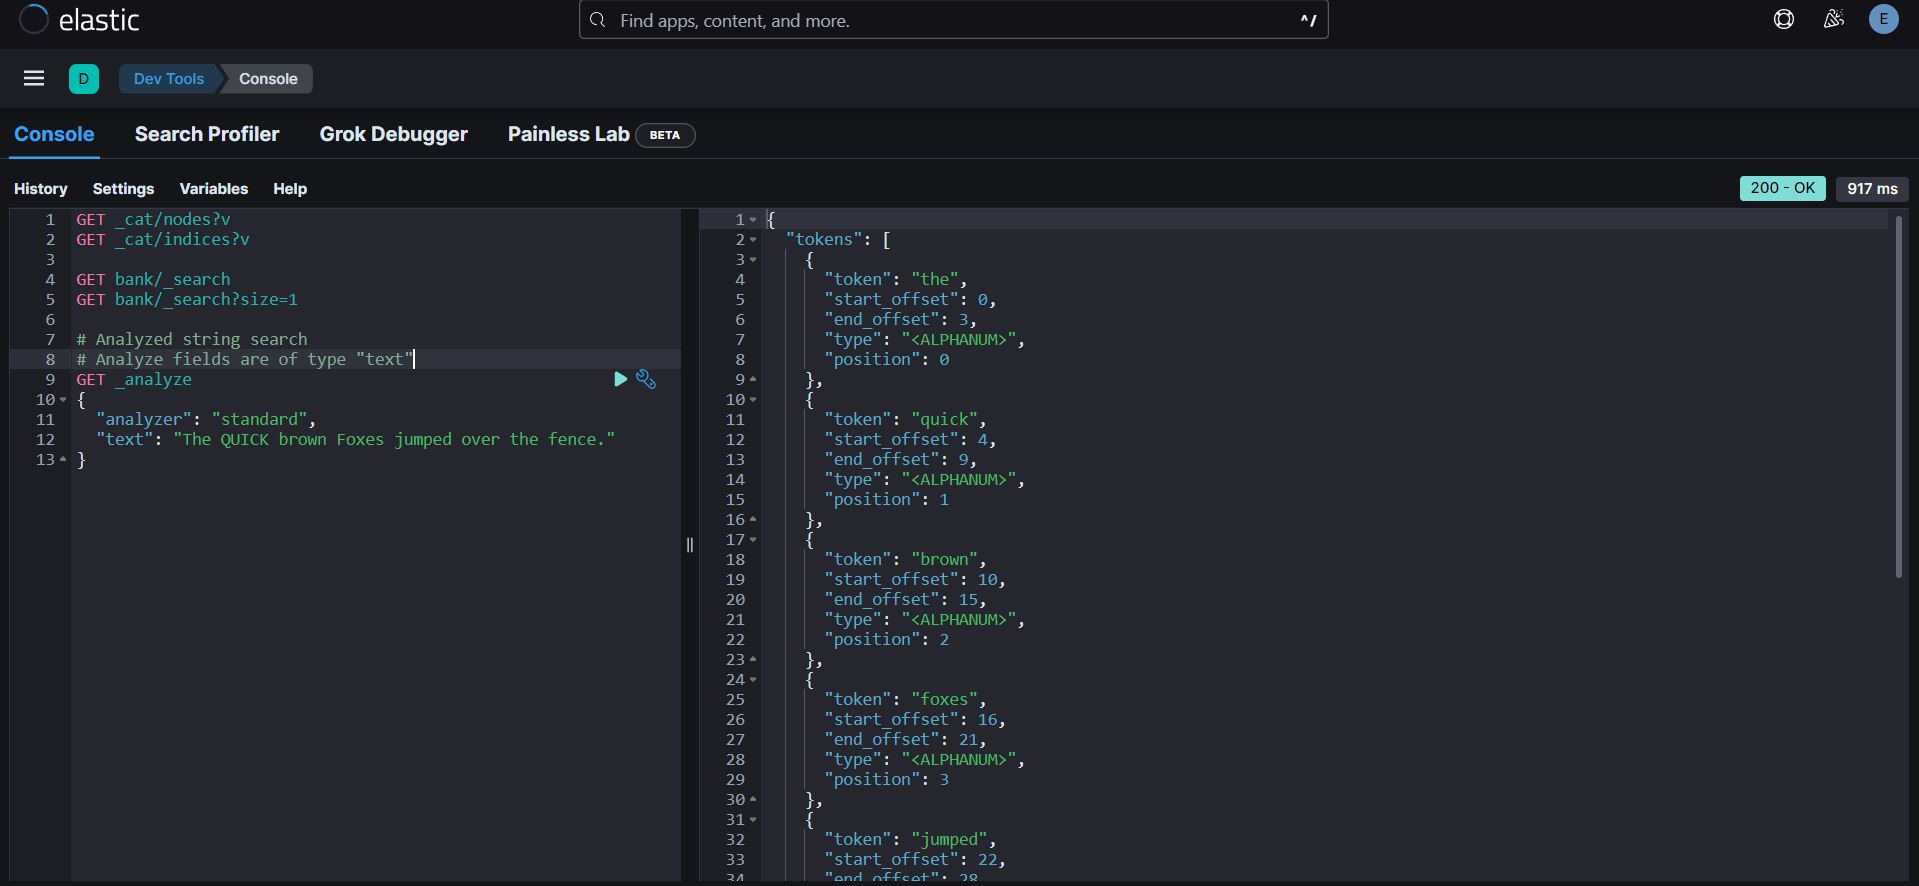 elastic
Find apps, content, and more.
^/
E
D
Dev Tools
Console
Console
Search Profiler
Grok Debugger
Painless Lab
BETA
History
Settings
Variables
Help
200 - OK
917 ms
1 GET _cat/nodes?v
2 GET _cat/indices?v
3
4 GET bank/_search
5 GET bank/_search?size=1
6
7 # Analyzed string search
8 # Analyze fields are of type "text"
9 GET _analyze
10 {
11 "analyzer": "standard",
12 "text": "The QUICK brown Foxes jumped over the fence."
13 }
1 {
2 "tokens": [
3 {
4 "token": "the",
5 "start_offset": 0,
6 "end_offset": 3,
7 "type": "<ALPHANUM>",
8 "position": 0
9 },
10 {
11 "token": "quick",
12 "start_offset": 4,
13 "end_offset": 9,
14 "type": "<ALPHANUM>",
15 "position": 1
16 },
17 {
18 "token": "brown",
19 "start_offset": 10,
20 "end_offset": 15,
21 "type": "<ALPHANUM>",
22 "position": 2
23 },
24 {
25 "token": "foxes",
26 "start_offset": 16,
27 "end_offset": 21,
28 "type": "<ALPHANUM>",
29 "position": 3
30 },
31 {
32 "token": "jumped",
33 "start_offset": 22,
34 "end_offset": 28